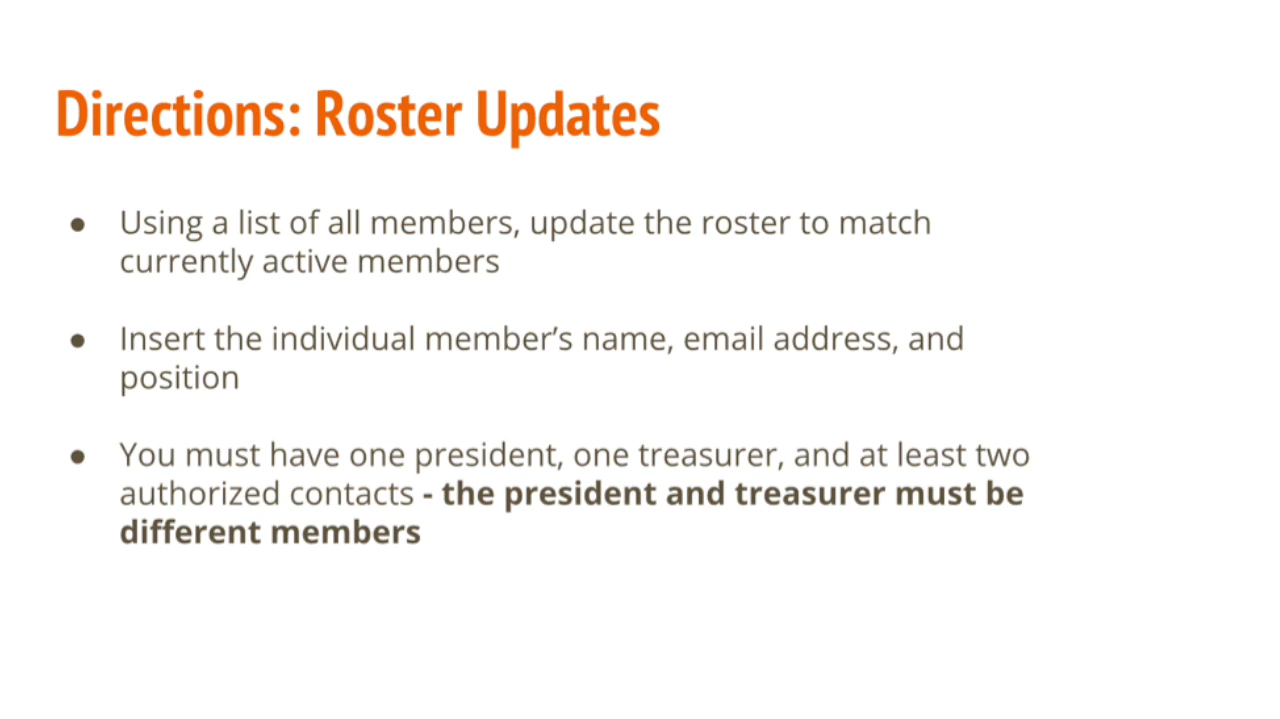 Directions: Roster Updates
● Using a list of all members, update the roster to match
currently active members
● Insert the individual member’s name, email address, and
position
● You must have one president, one treasurer, and at least two
authorized contacts - the president and treasurer must be
different members